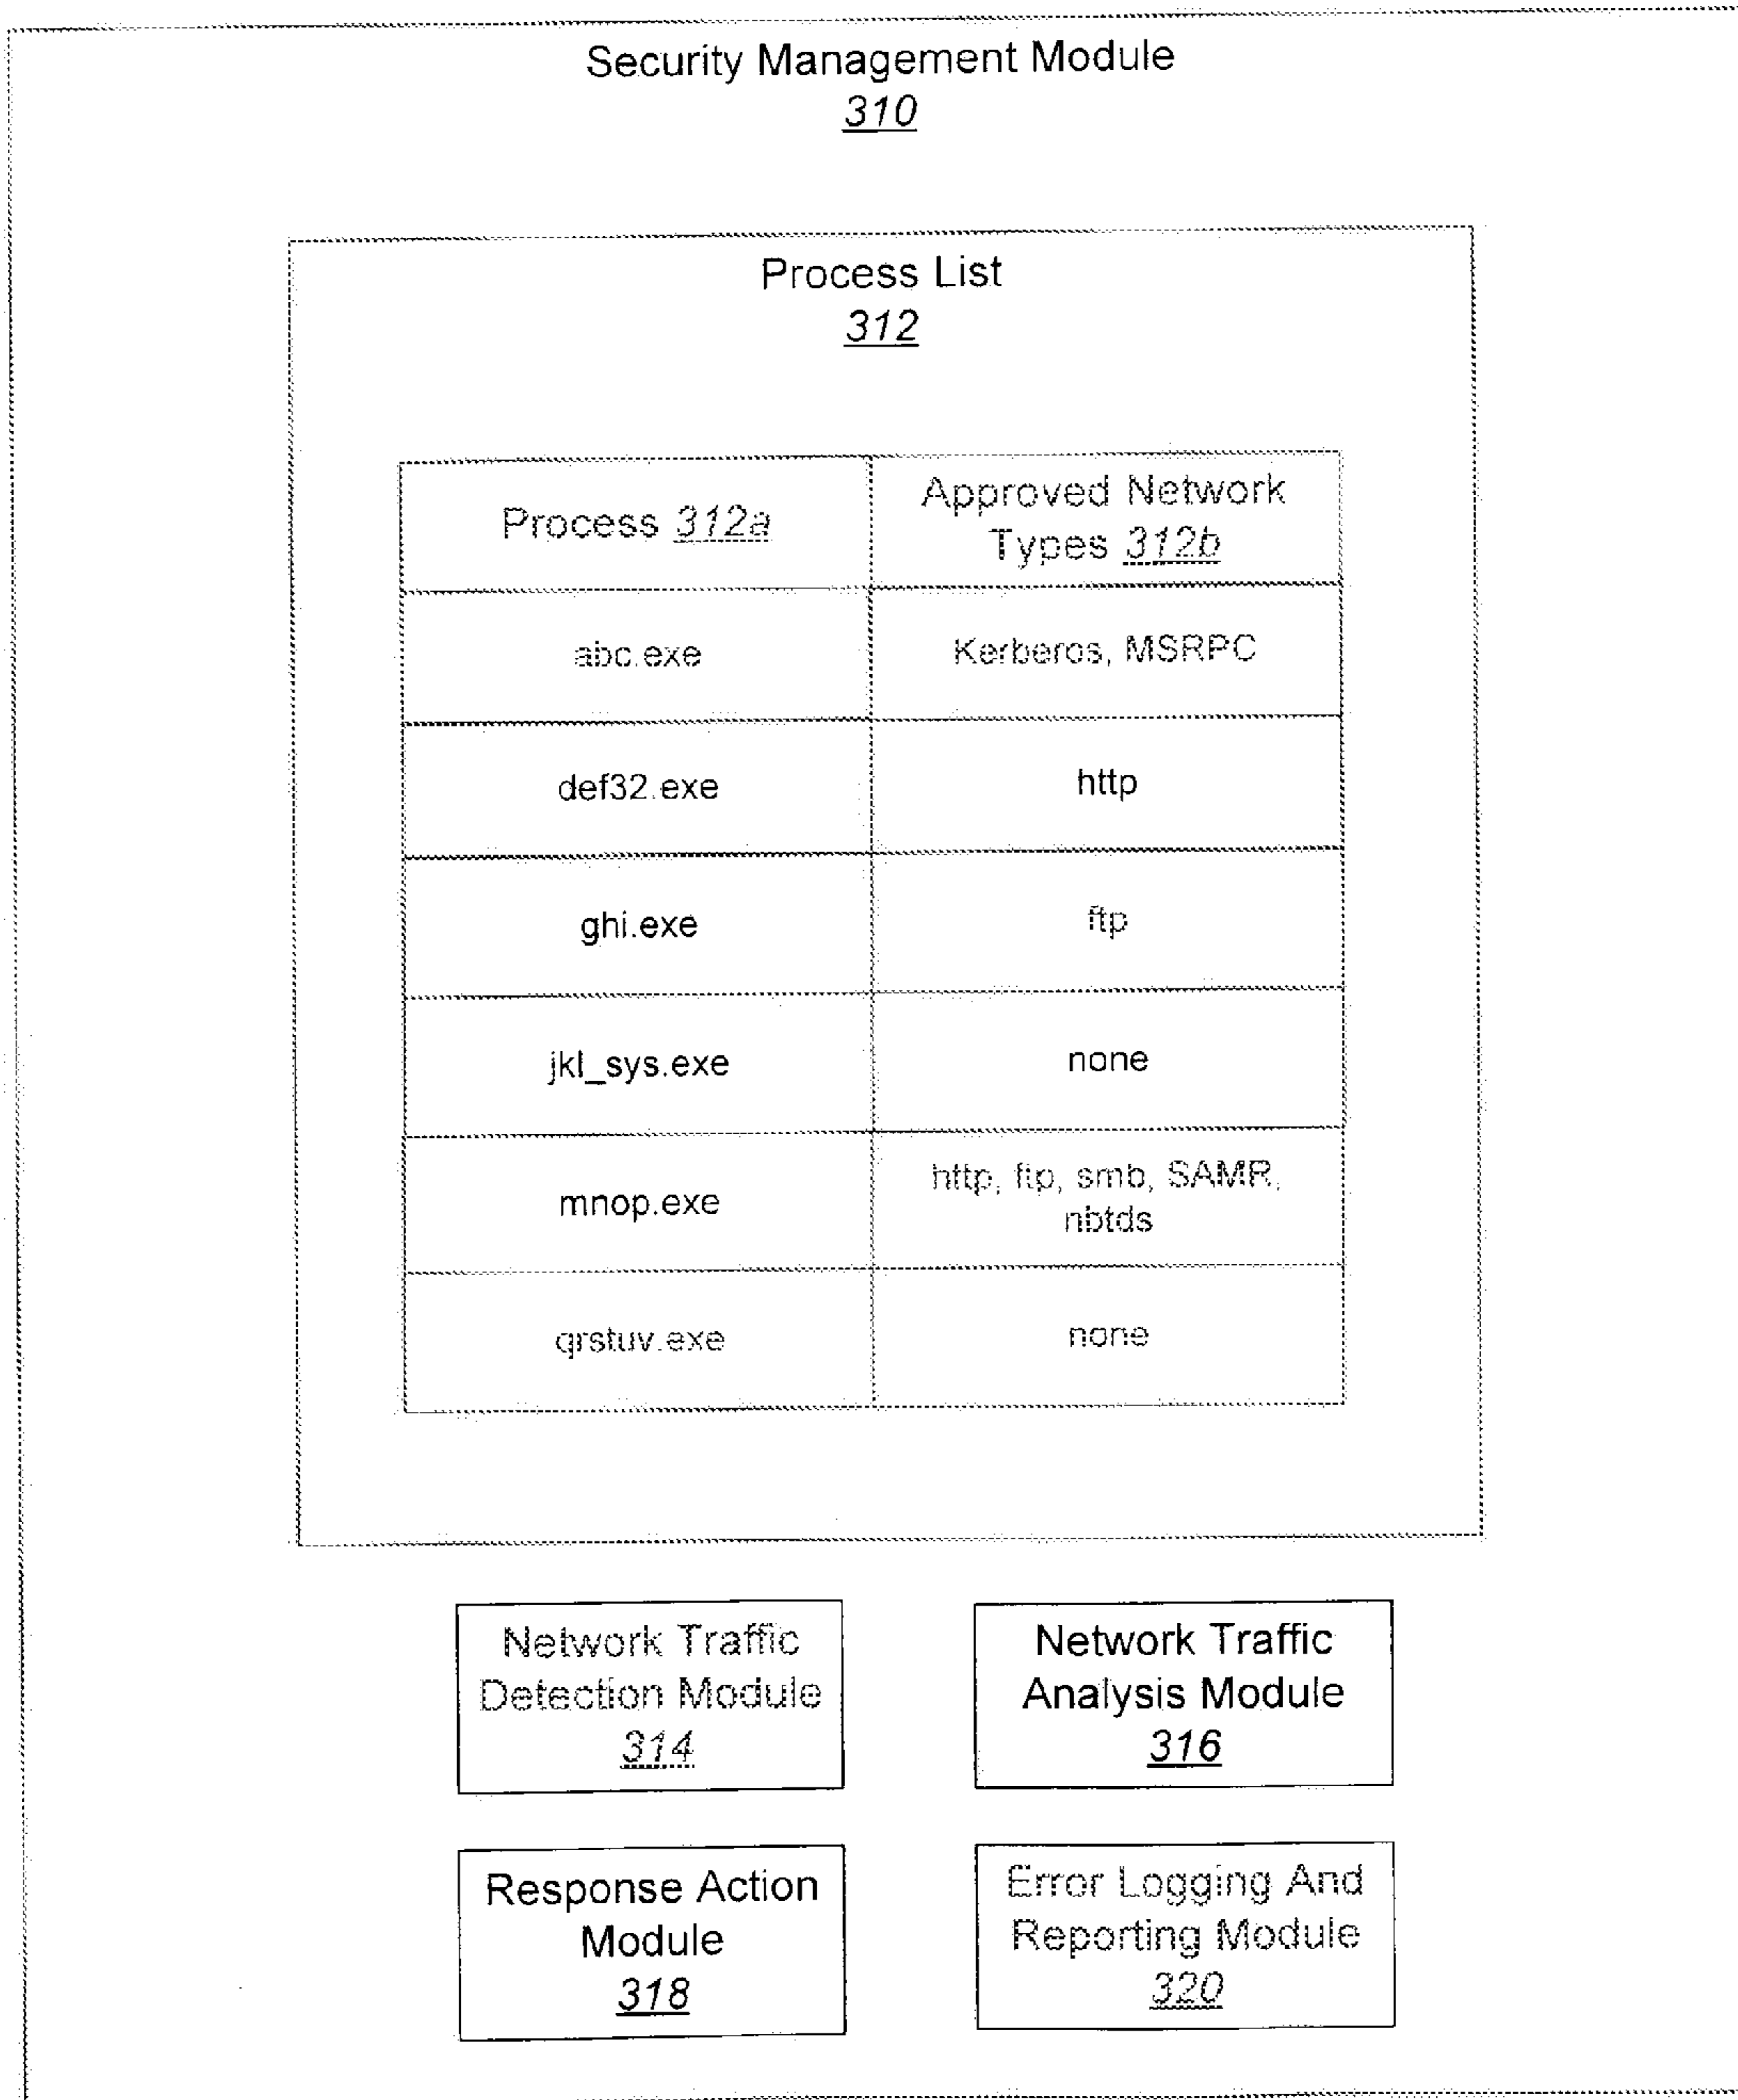 Security Management Module
310
Process List
312
Process 312a
Approved Network
Types 312b
abc.exe
Kerberos, MSRPC
def32.exe
http
ghi.exe
ftp
jkl_sys.exe
none
mnop.exe
http, ftp, smb, SAMR,
nbtds
qrstuv.exe
none
Network Traffic
Detection Module
314
Network Traffic
Analysis Module
316
Response Action
Module
318
Error Logging And
Reporting Module
320